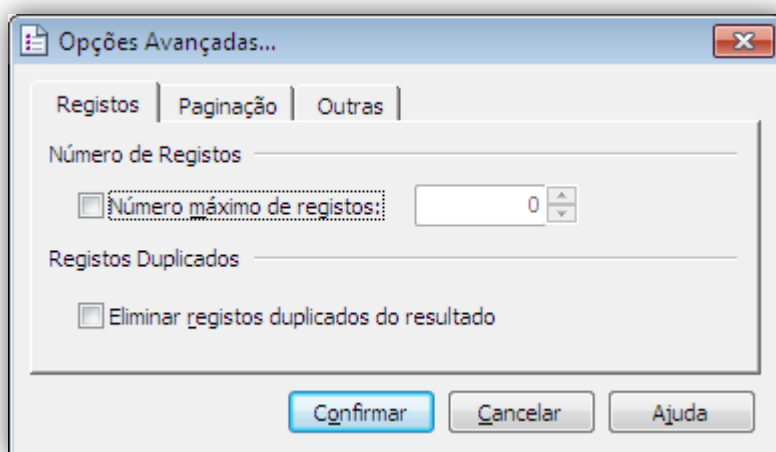 Opções Avançadas...
Registos Paginação Outras
Número de Registos
Número máximo de registos: 0
Registos Duplicados
Eliminar registos duplicados do resultado
Confirmar Cancelar Ajuda